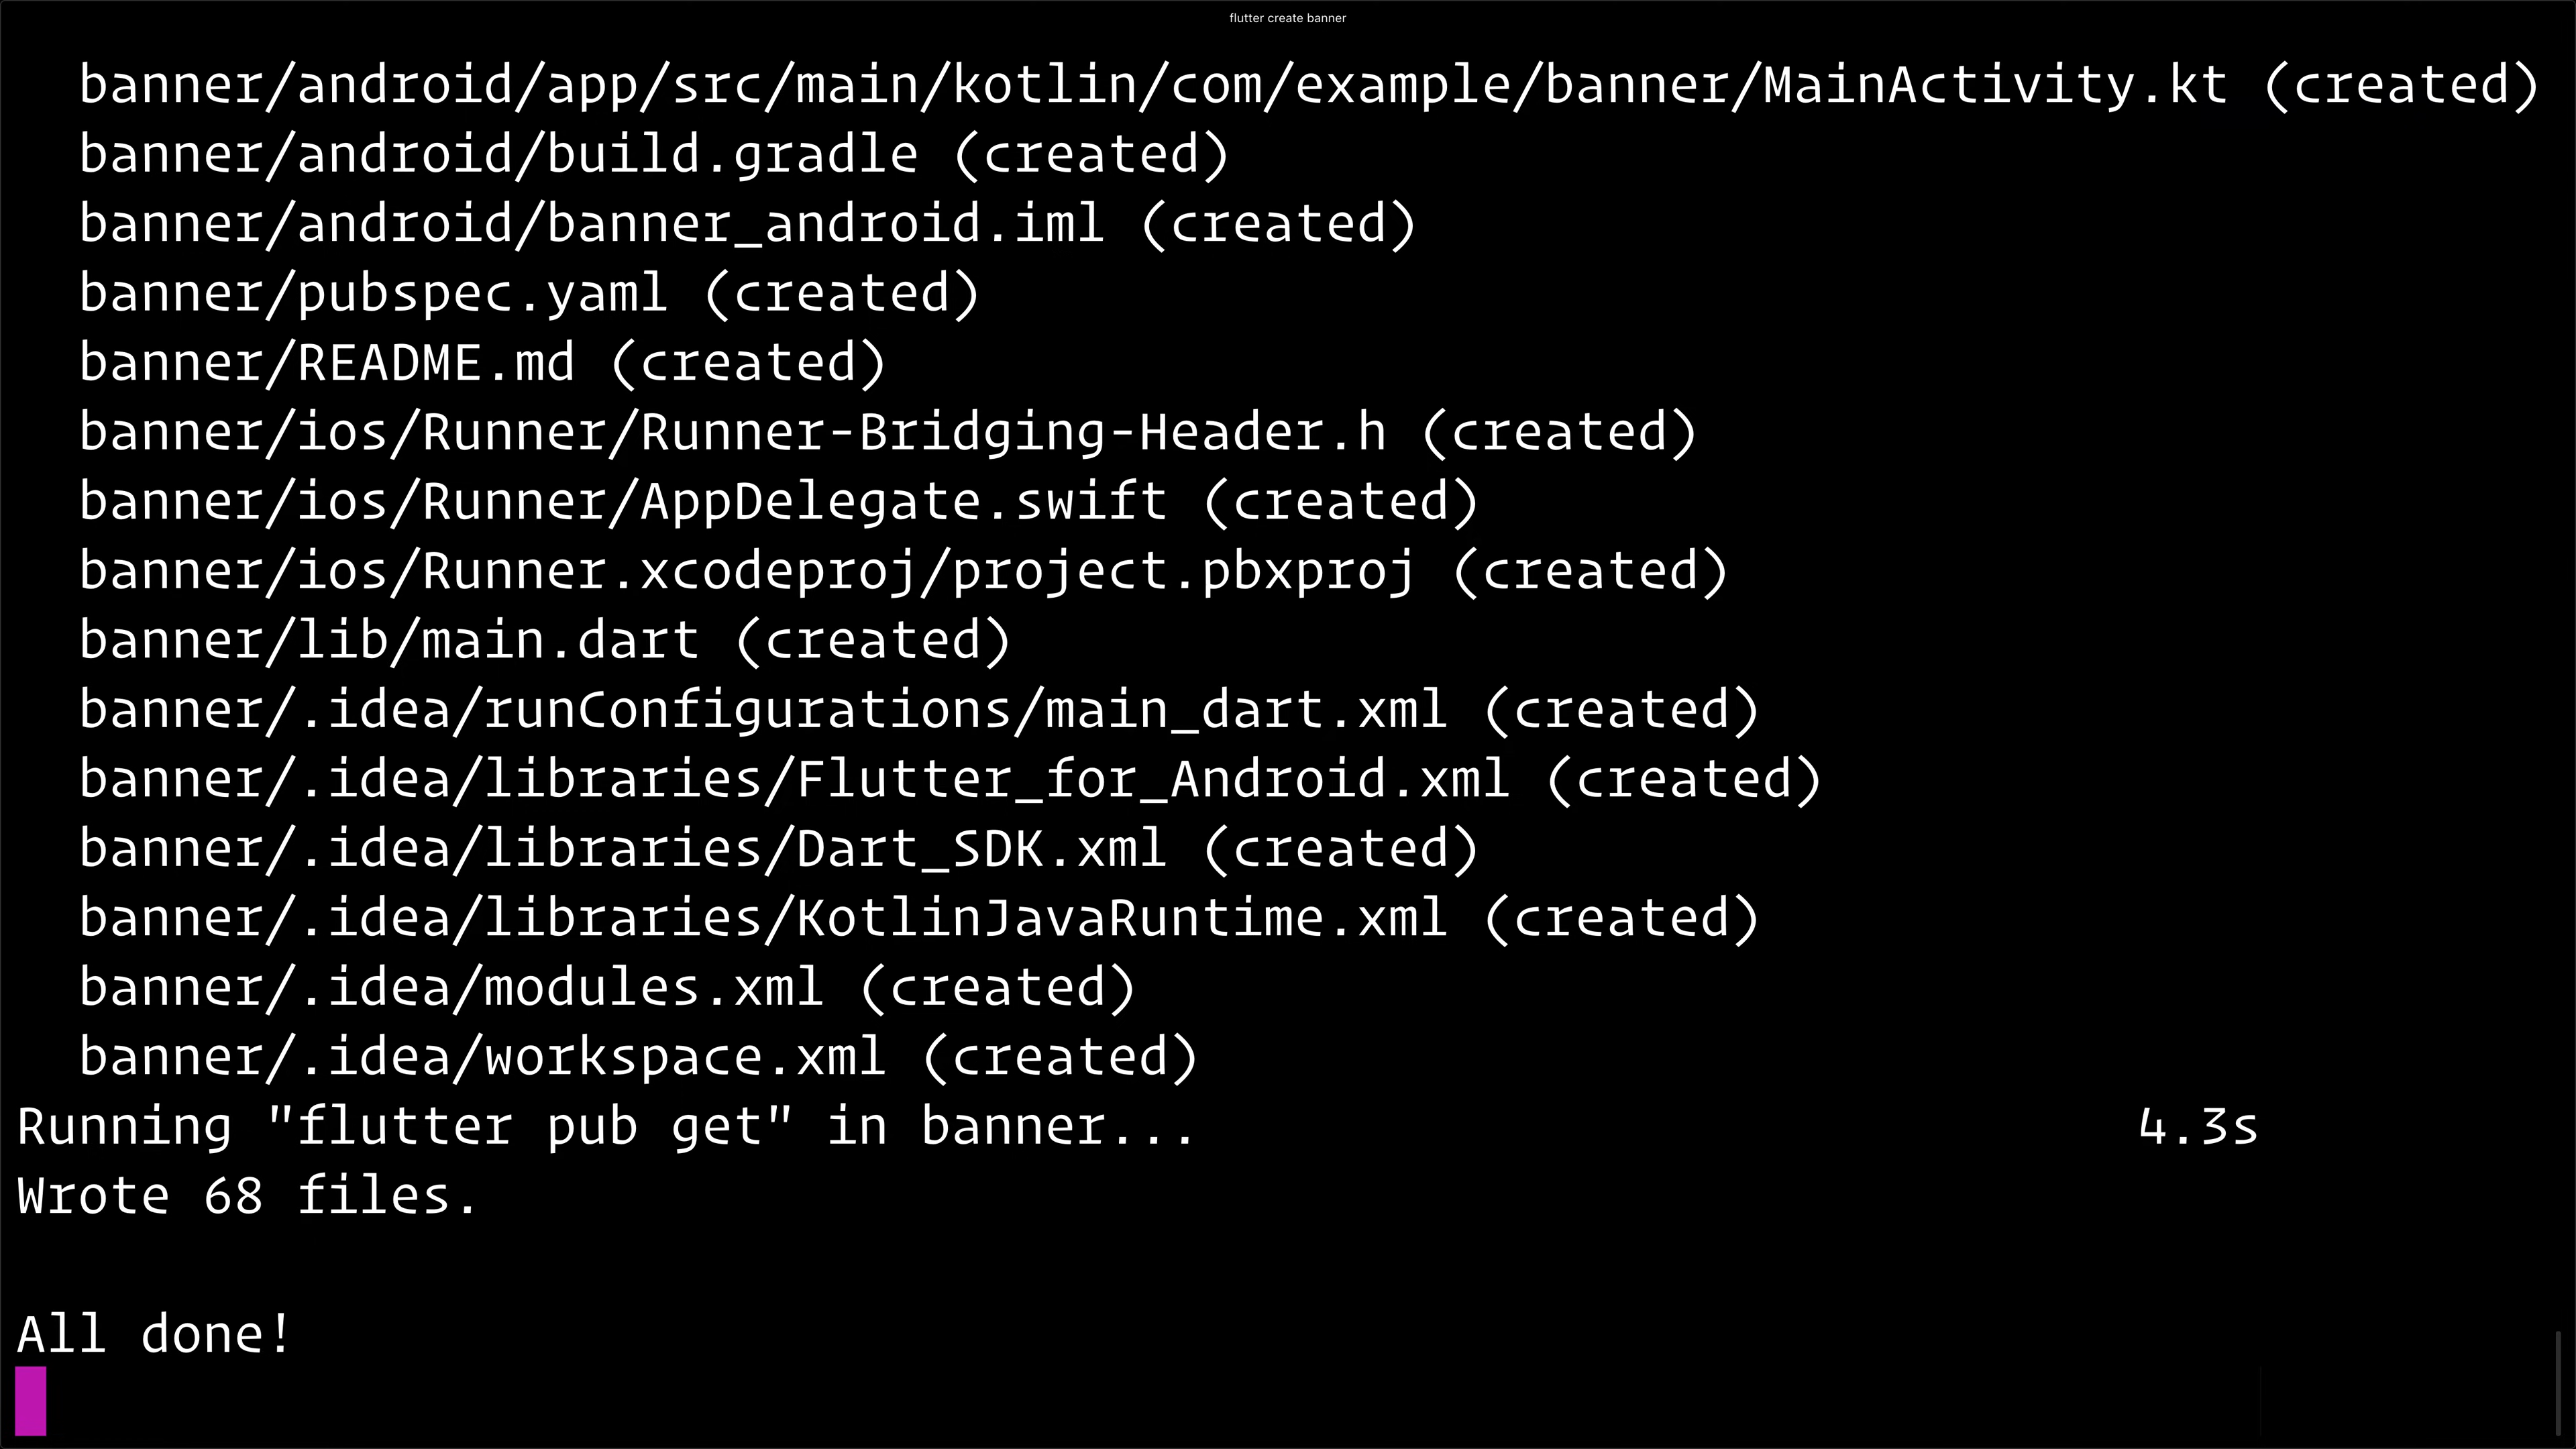 flutter create banner
banner/android/app/src/main/kotlin/com/example/banner/MainActivity.kt (created)
banner/android/build.gradle (created)
banner/android/banner_android.iml (created)
banner/pubspec.yaml (created)
banner/README.md (created)
banner/ios/Runner/Runner-Bridging-Header.h (created)
banner/ios/Runner/AppDelegate.swift (created)
banner/ios/Runner.xcodeproj/project.pbxproj (created)
banner/lib/main.dart (created)
banner/.idea/runConfigurations/main_dart.xml (created)
banner/.idea/libraries/Flutter_for_Android.xml (created)
banner/.idea/libraries/Dart_SDK.xml (created)
banner/.idea/libraries/KotlinJavaRuntime.xml (created)
banner/.idea/modules.xml (created)
banner/.idea/workspace.xml (created)
Running "flutter pub get" in banner... 4.3s
Wrote 68 files.
All done!